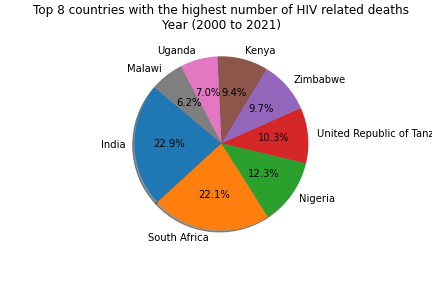 Top 8 countries with the highest number of HIV related deaths
Year (2000 to 2021)
Uganda
Kenya
Malawi
Zimbabwe
7.0%
9.4%
6.2%
9.7%
United Republic of Tanz
10.3%
India
22.9%
12.3%
22.1%
Nigeria
South Africa